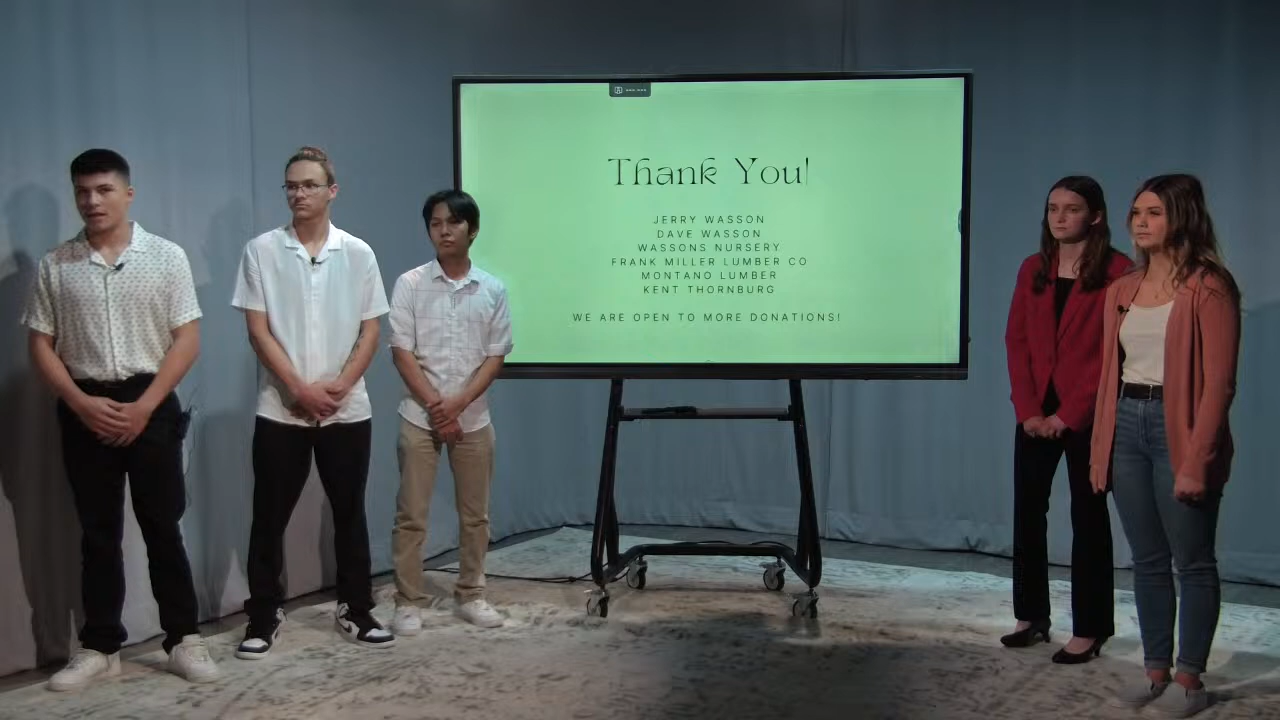 Thank You!
JERRY WASSON
DAVE WASSON
WASSONS NURSERY
FRANK MILLER LUMBER CO
MONTANO LUMBER
KENT THORNBURG
WE ARE OPEN TO MORE DONATIONS!